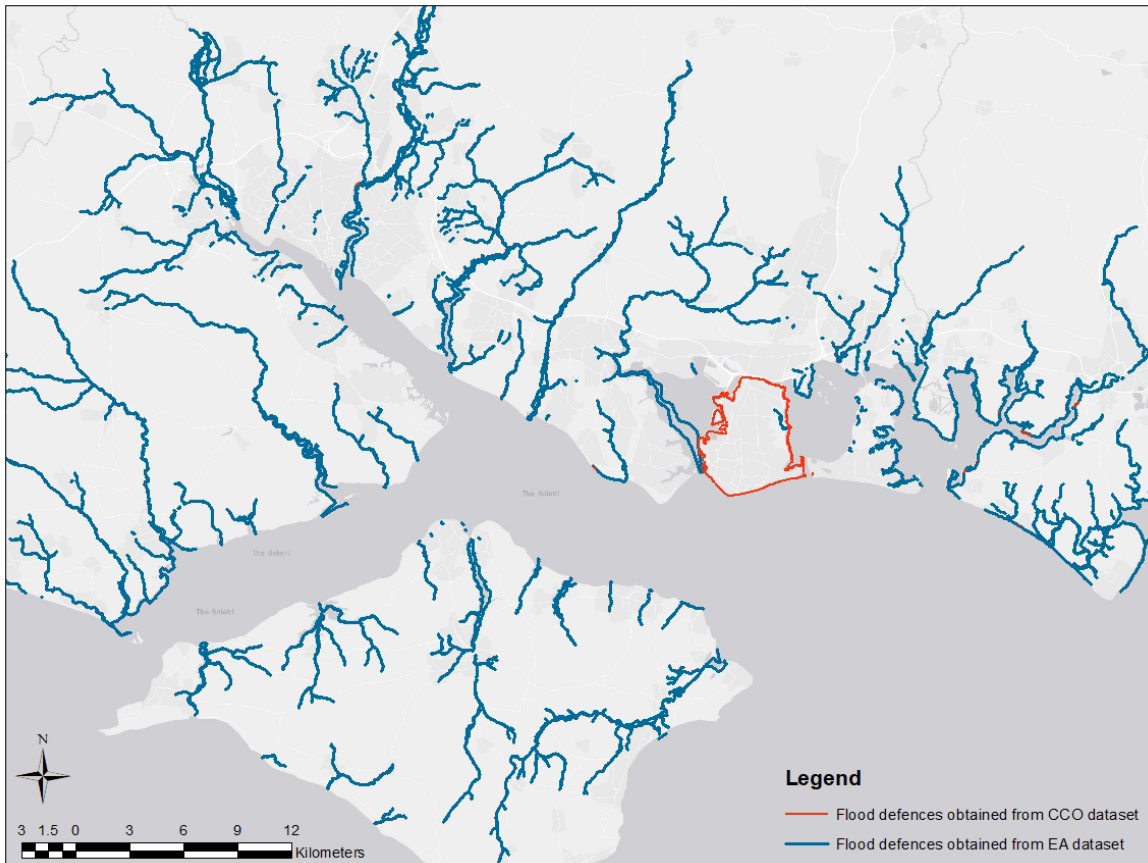 The Solent
The Solent
The Solent
N
3 1.5 0 3 6 9 12
Kilometers
Legend
Flood defences obtained from CCO dataset
Flood defences obtained from EA dataset